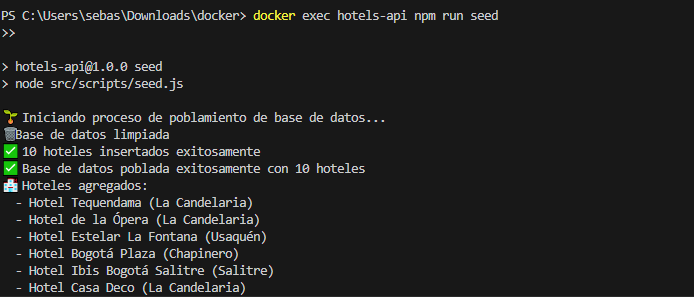 PS C:\Users\sebas\Downloads\docker> docker exec hotels-api npm run seed
>>
> hotels-api@1.0.0 seed
> node src/scripts/seed.js
🌱 Iniciando proceso de poblamiento de base de datos...
🗑️Base de datos limpiada
✅ 10 hoteles insertados exitosamente
✅ Base de datos poblada exitosamente con 10 hoteles
🏨 Hoteles agregados:
- Hotel Tequendama (La Candelaria)
- Hotel de la Ópera (La Candelaria)
- Hotel Estelar La Fontana (Usaquén)
- Hotel Bogotá Plaza (Chapinero)
- Hotel Ibis Bogotá Salitre (Salitre)
- Hotel Casa Deco (La Candelaria)